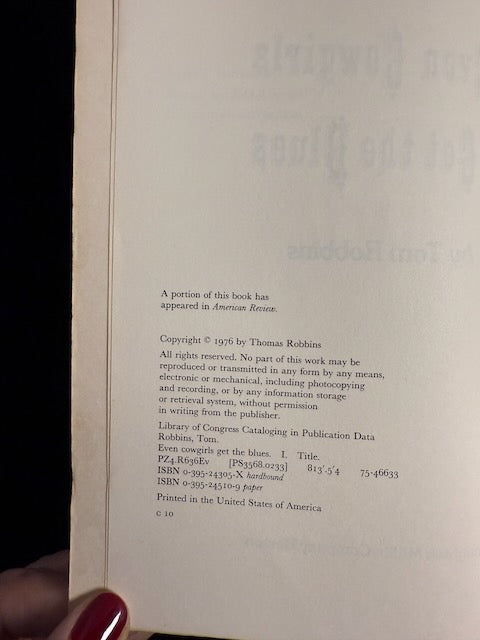 A portion of this book has
appeared in American Review.
Copyright © 1976 by Thomas Robbins
All rights reserved. No part of this work may be
reproduced or transmitted in any form by any means,
electronic or mechanical, including photocopying
and recording, or by any information storage
or retrieval system, without permission
in writing from the publisher.
Library of Congress Cataloging in Publication Data
Robbins, Tom.
Even cowgirls get the blues. I. Title.
PZ4.R636Ev [PS3568.O233] 813'.5'4 75-46633
ISBN 0-395-24305-X hardbound
ISBN 0-395-24510-9 paper
Printed in the United States of America
C 10